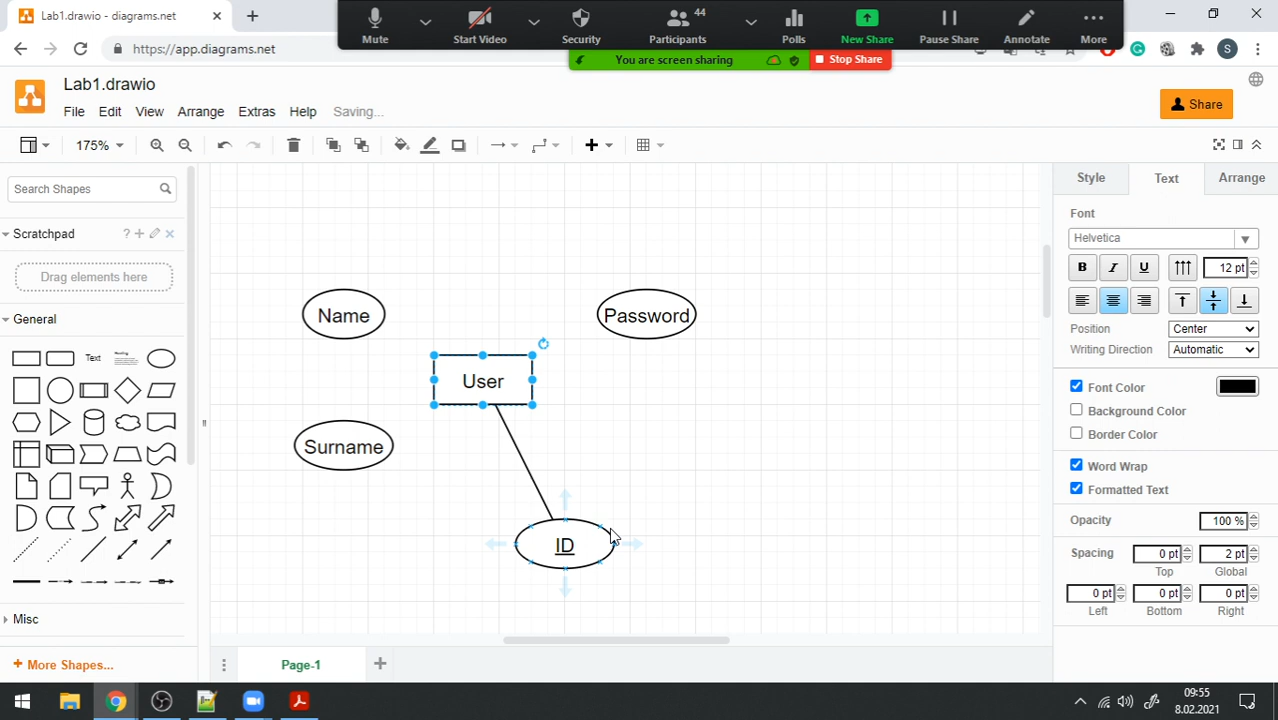 Lab1.drawio - diagrams.net
Mute
Start Video
Security
44
Participants
Polls
New Share
Pause Share
Annotate
More
https://app.diagrams.net
You are screen sharing
Stop Share
S
Lab1.drawio
File Edit View Arrange Extras Help Saving...
Share
175%
Search Shapes
Style Text Arrange
Scratchpad
?
Drag elements here
General
Text
Misc
+ More Shapes...
Name
Password
User
Surname
ID
Font
Helvetica
B I U 12 pt
Position Center
Writing Direction Automatic
Font Color
Background Color
Border Color
Word Wrap
Formatted Text
Opacity 100 %
Spacing 0 pt 2 pt
Top Global
0 pt 0 pt 0 pt
Left Bottom Right
Page-1
09:55
8.02.2021